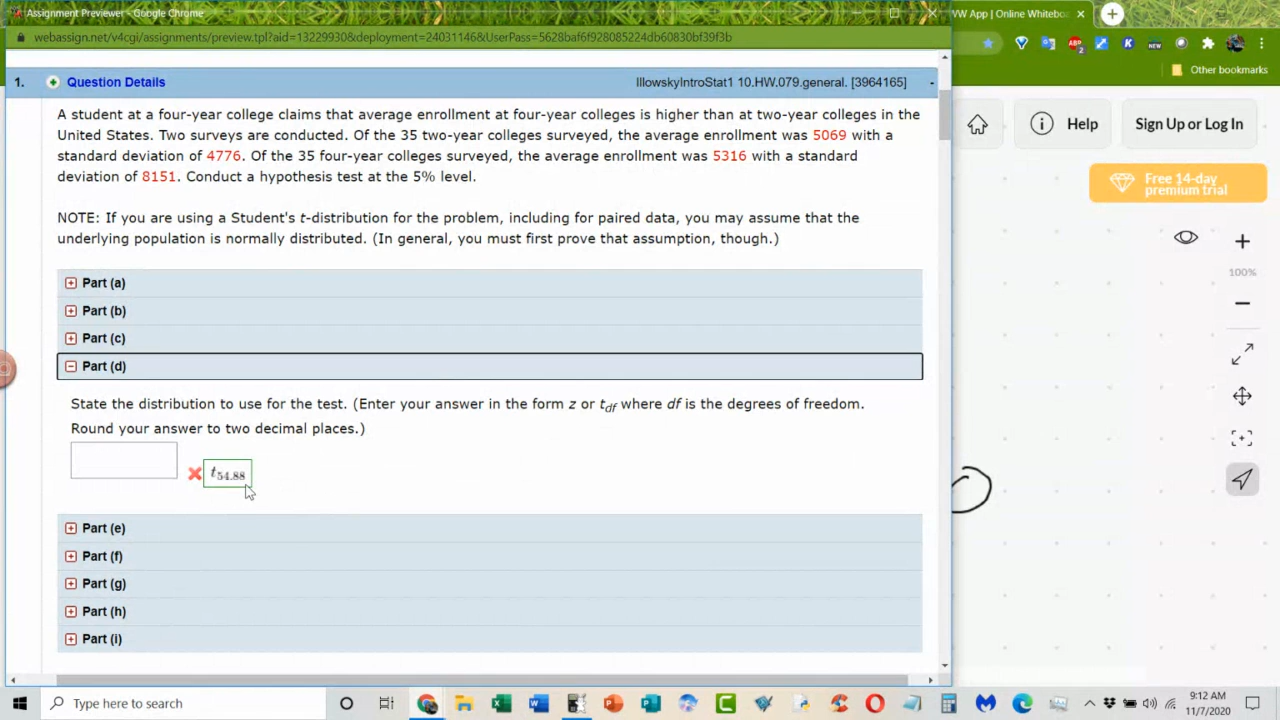 Assignment Previewer - Google Chrome
WW App | Online Whitebo
webassign.net/v4cgi/assignments/preview.tpl?aid=13229930&deployment=24031146&UserPass=5628baf6f928085224db60830bf39f3b
Other bookmarks
1. Question Details
IllowskyIntroStat1 10.HW.079.general. [3964165]
A student at a four-year college claims that average enrollment at four-year colleges is higher than at two-year colleges in the
United States. Two surveys are conducted. Of the 35 two-year colleges surveyed, the average enrollment was 5069 with a
standard deviation of 4776. Of the 35 four-year colleges surveyed, the average enrollment was 5316 with a standard
deviation of 8151. Conduct a hypothesis test at the 5% level.
NOTE: If you are using a Student's t-distribution for the problem, including for paired data, you may assume that the
underlying population is normally distributed. (In general, you must first prove that assumption, though.)
Part (a)
Part (b)
Part (c)
Part (d)
State the distribution to use for the test. (Enter your answer in the form z or tdf where df is the degrees of freedom.
Round your answer to two decimal places.)
t54.88
Part (e)
Part (f)
Part (g)
Part (h)
Part (i)
Help
Sign Up or Log In
Free 14-day
premium trial
100%
Type here to search
9:12 AM
11/7/2020